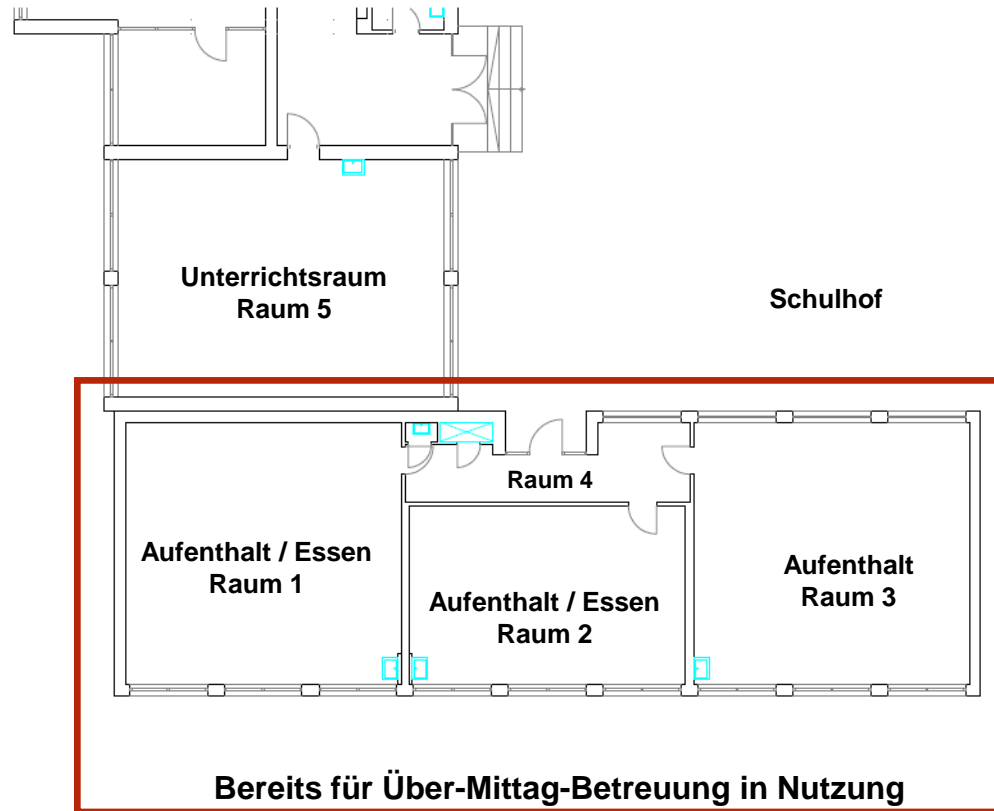 Unterrichtsraum
Raum 5
Schulhof
Raum 4
Aufenthalt / Essen
Raum 1
Aufenthalt / Essen
Raum 2
Aufenthalt
Raum 3
Bereits für Über-Mittag-Betreuung in Nutzung